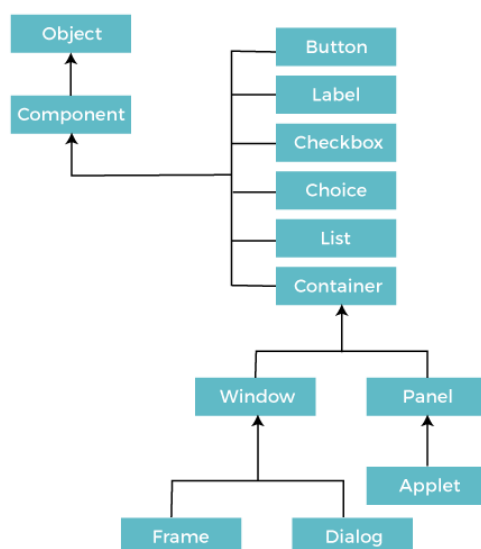 Object
Component
Button
Label
Checkbox
Choice
List
Container
Window
Panel
Applet
Frame
Dialog